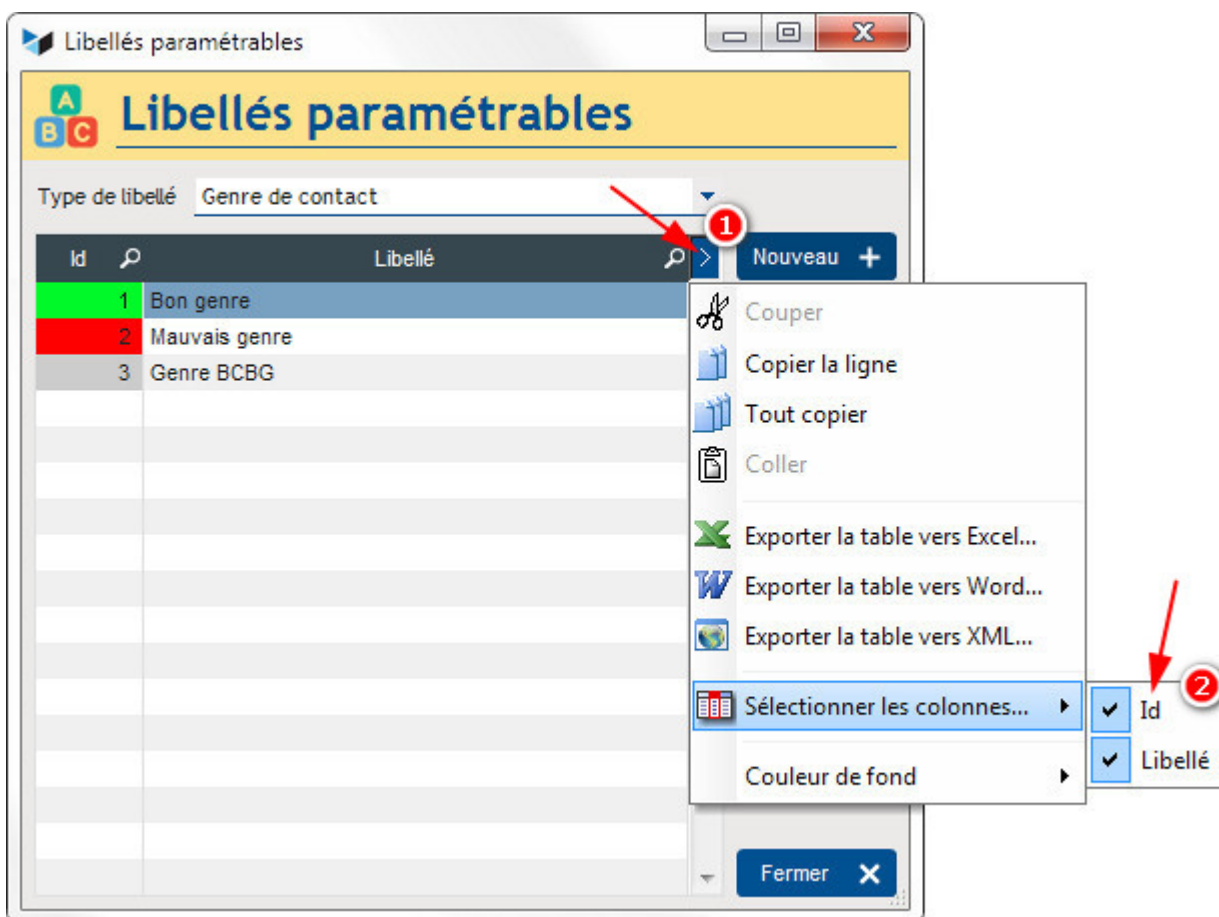 Libellés paramétrables
A
B C
Libellés paramétrables
Type de libellé Genre de contact
1
Id Libellé Nouveau
1 Bon genre
2 Mauvais genre
3 Genre BCBG
Couper
Copier la ligne
Tout copier
Coller
Exporter la table vers Excel...
Exporter la table vers Word...
Exporter la table vers XML...
Sélectionner les colonnes...
Couleur de fond
2
Id
Libellé
Fermer